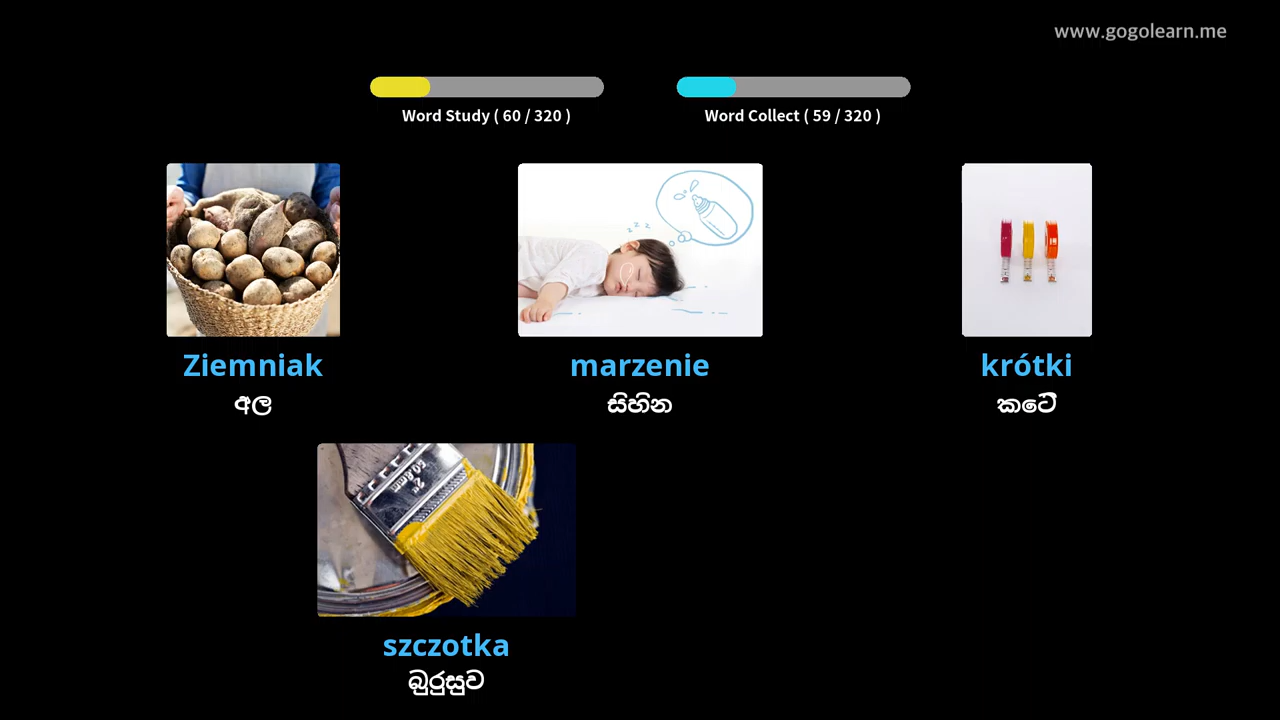 www.gogolearn.me
Word Study ( 60 / 320 )
Word Collect ( 59 / 320 )
Ziemniak
අල
marzenie
සිහින
krótki
කෙටි
szczotka
බුරුසුව